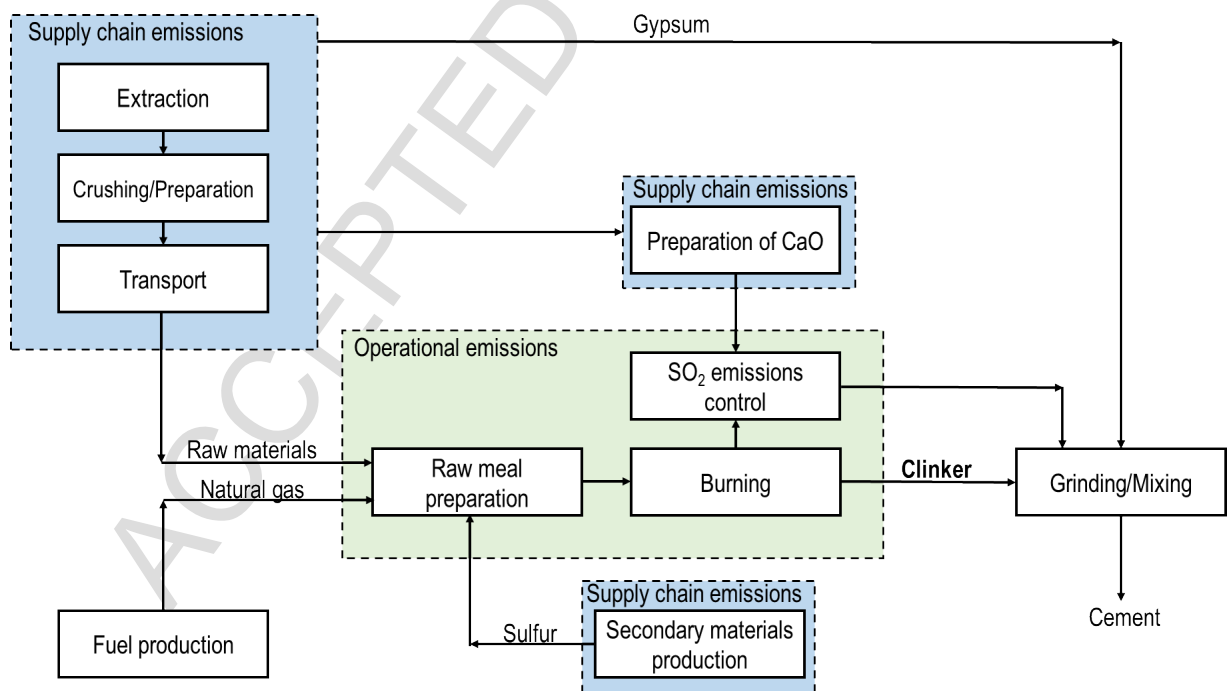 Supply chain emissions
Gypsum
Extraction
Crushing/Preparation
Transport
Supply chain emissions
Preparation of CaO
Operational emissions
SO₂ emissions
control
Raw materials
Natural gas
Raw meal
preparation
Burning
Clinker
Grinding/Mixing
Supply chain emissions
Fuel production
Sulfur
Secondary materials
production
Cement
ACCEPTED